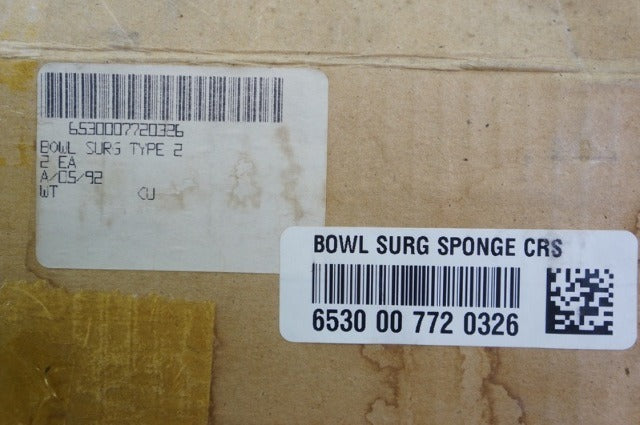 6530007720326
BOWL SURG TYPE 2
2 EA
A/05/92
WT CU
BOWL SURG SPONGE CRS
6530 00 772 0326